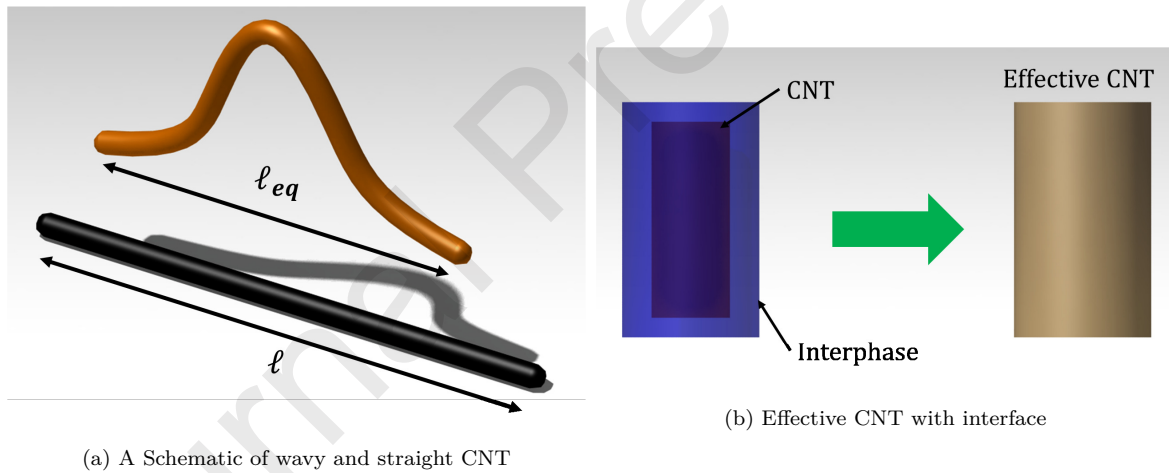 ℓeq
ℓ
(a) A Schematic of wavy and straight CNT
CNT
Effective CNT
Interphase
(b) Effective CNT with interface